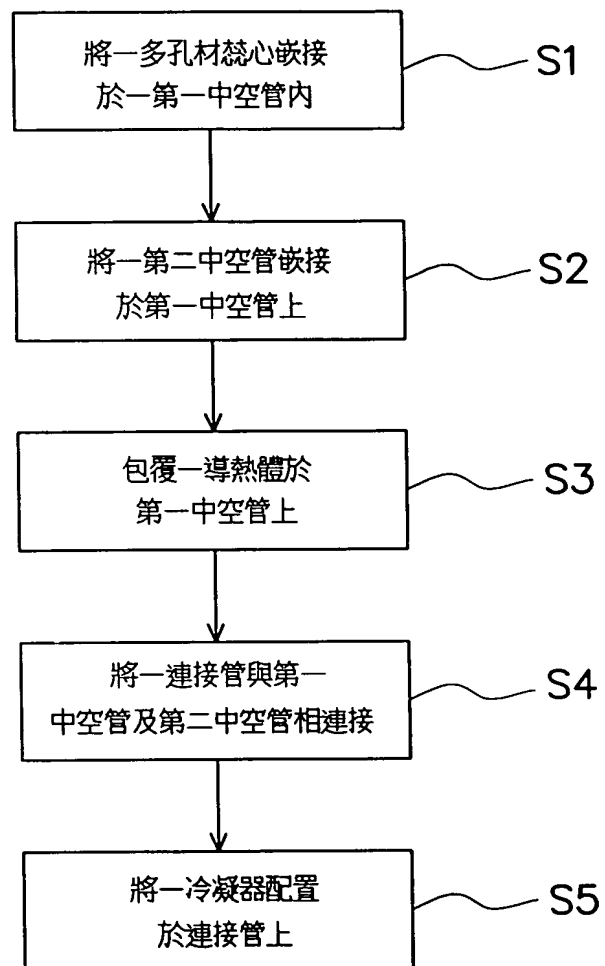 將一多孔材蕊心嵌接
於一第一中空管內
S1
將一第二中空管嵌接
於第一中空管上
S2
包覆一導熱體於
第一中空管上
S3
將一連接管與第一
中空管及第二中空管相連接
S4
將一冷凝器配置
於連接管上
S5